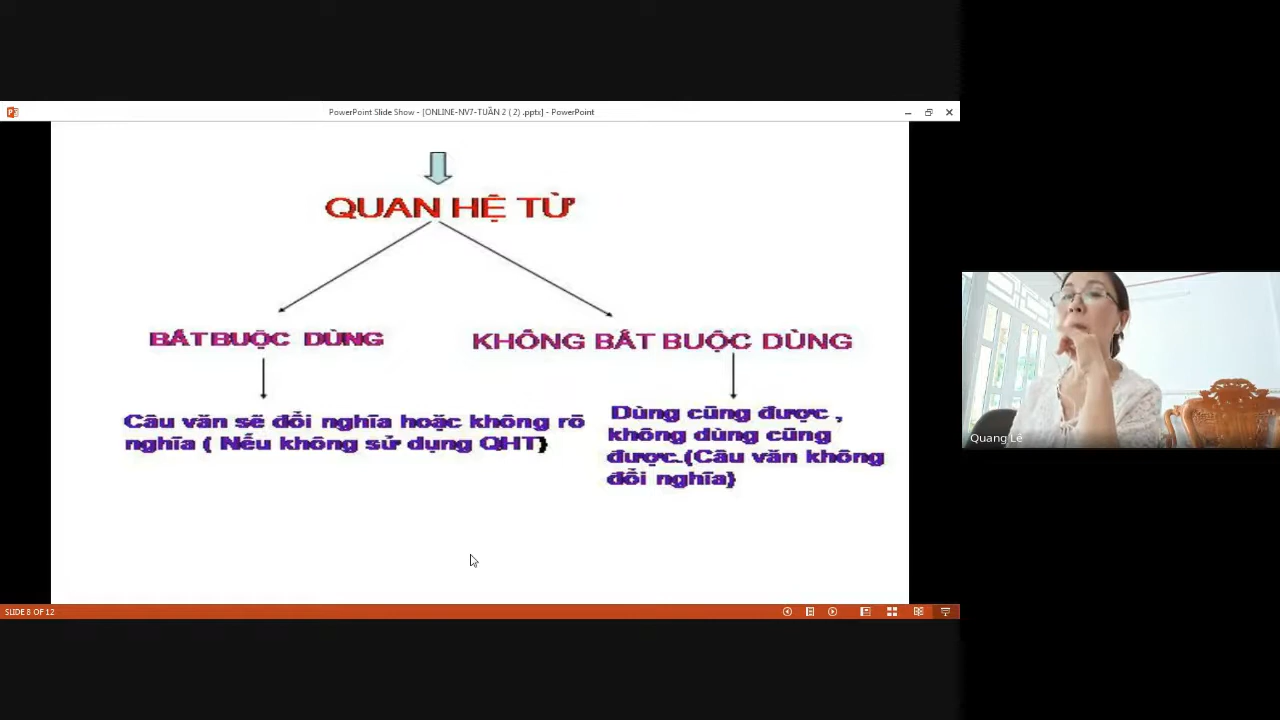 PowerPoint Slide Show - [ONLINE-NV7-TUẦN 2 ( 2) .ppts] - PowerPoint
QUAN HỆ TỪ
BẮT BUỘC DÙNG
KHÔNG BẮT BUỘC DÙNG
Câu văn sẽ đổi nghĩa hoặc không rõ
nghĩa ( Nếu không sử dụng QHT)
Dùng cũng được ,
không dùng cũng
được..(Câu văn không
đổi nghĩa)
Quang Lê
SLIDE 8 OF 12